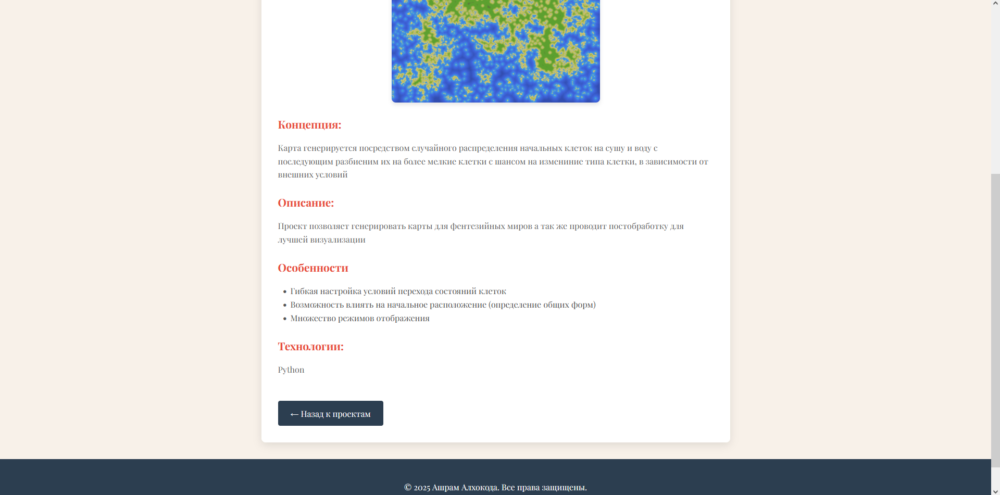 Концепция:
Карта генерируется посредством случайного распределения начальных клеток на сушу и воду с
последующим разбиеним их на более мелкие клетки с шансом на измениние типа клетки, в зависимости от
внешних условий
Описание:
Проект позволяет генерировать карты для фентезийных миров а так же проводит постобработку для
лучшей визуализации
Особенности
• Гибкая настройка условий перехода состояний клеток
• Возможность влиять на начальное расположение (определение общих форм)
• Множество режимов отображения
Технологии:
Python
← Назад к проектам
© 2025 Ашрам Алхокода. Все права защищены.